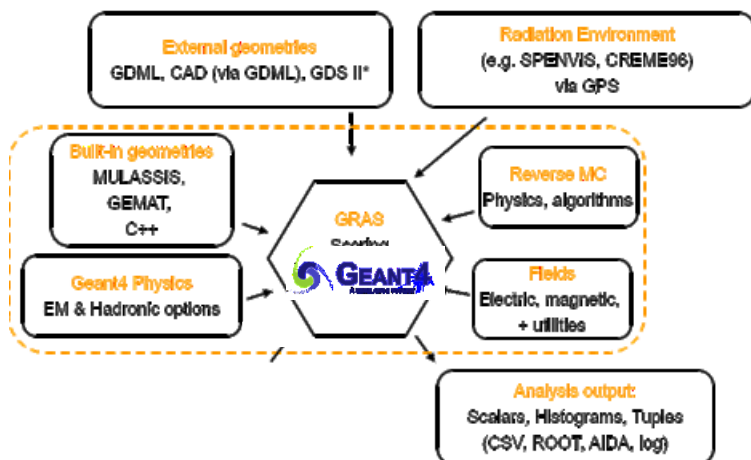 External geometries
GDML, CAD (via GDML), GDS II*
Radiation Environment
(e.g. SPENVIS, CREME96)
via GPS
Built-in geometries
MULASSIS,
GEMAT,
C++
Reverse MC
Physics, algorithms
GRAS
Scoring
GEANT4
Geant4 Physics
EM & Hadronic options
Fields
Electric, magnetic,
+ utilities
Analysis output:
Scalars, Histograms, Tuples
(CSV, ROOT, AIDA, log)